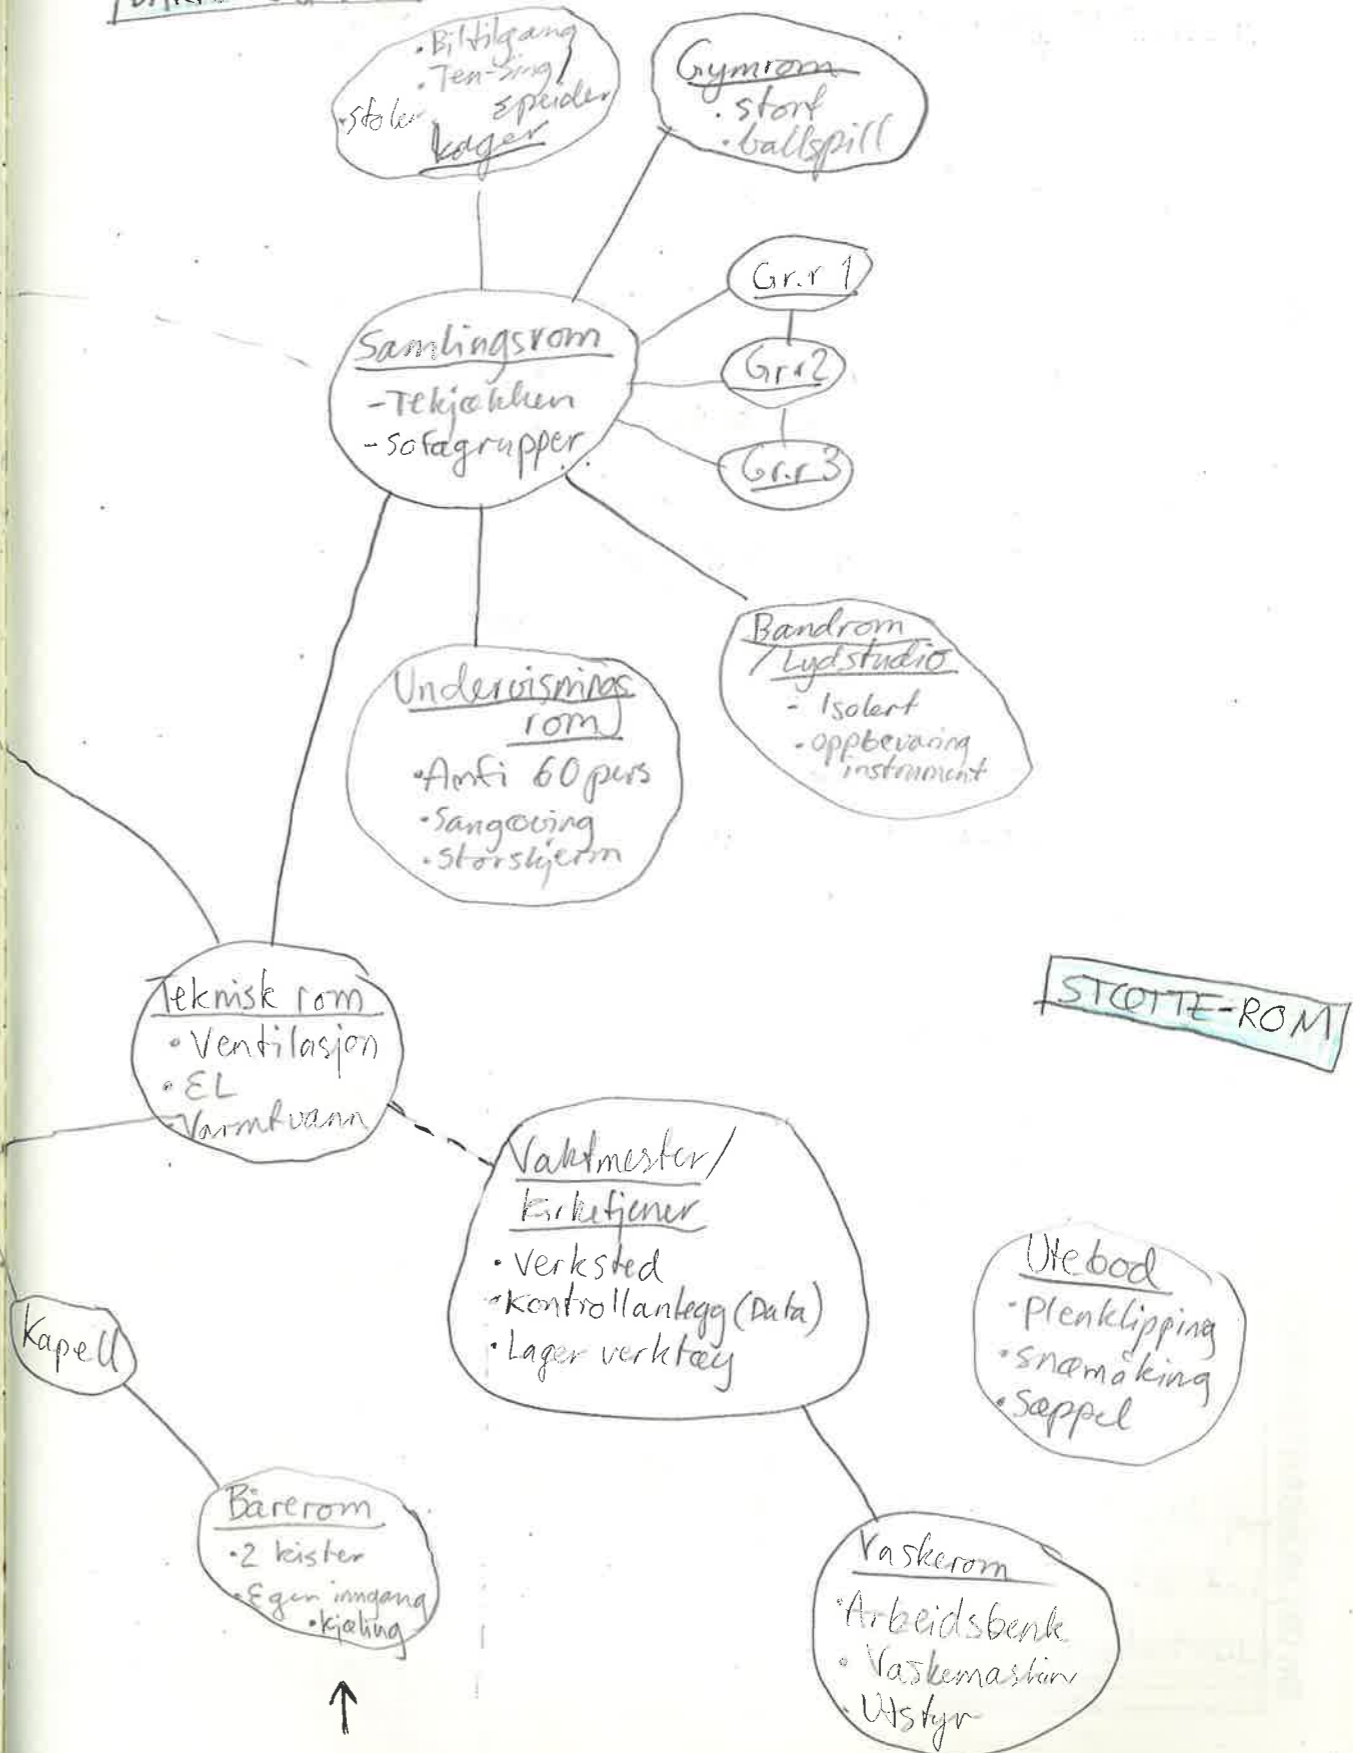 • Biltilgang
• Ten-Sing/
speider
• stoler
Lager
Gymrom
• stort
• ballspill
Gr.r 1
Gr.r 2
Gr.r 3
Samlingsrom
- Tekjøkken
- Sofagrupper
Bandrom
/Lydstudio
- Isolert
• oppbevaring
instrument
Undervisnings
rom
• Amfi 60 pers
• Sangøving
• Storskjerm
Teknisk rom
• Ventilasjon
• EL
Varmtvann
STØTTE-ROM
Vaktmester/
Kirketjener
• Verksted
• Kontrollanlegg (Data)
• Lager verktøy
Utebod
• Plenklipping
• snømåking
• Søppel
Kapell
Bårerom
• 2 kister
• Egen inngang
• kjøling
Vaskerom
• Arbeidsbenk
• Vaskemaskin
• Utstyr